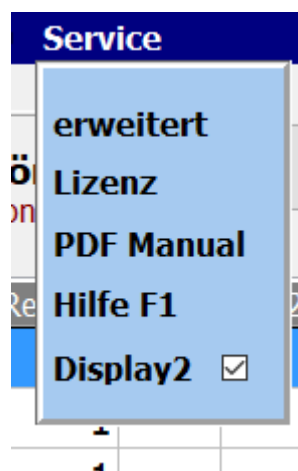 Service
erweitert
Lizenz
PDF Manual
Hilfe F1
Display2